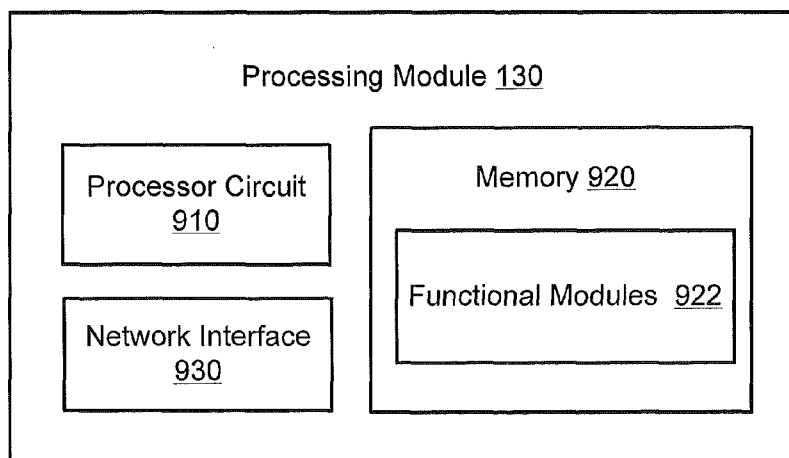 Processing Module 130
Processor Circuit
910
Network Interface
930
Memory 920
Functional Modules 922